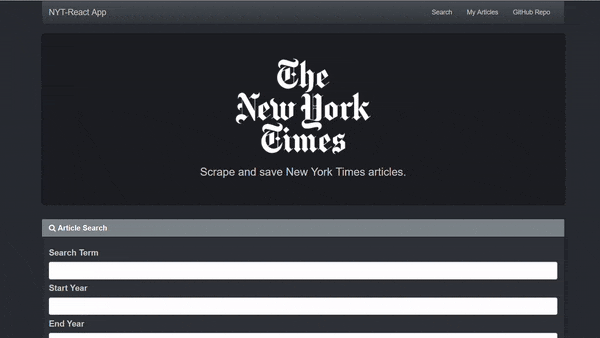 NYT-React App Search My Articles GitHub Repo
The
New York
Times
Scrape and save New York Times articles.
Article Search
Search Term
Start Year
End Year